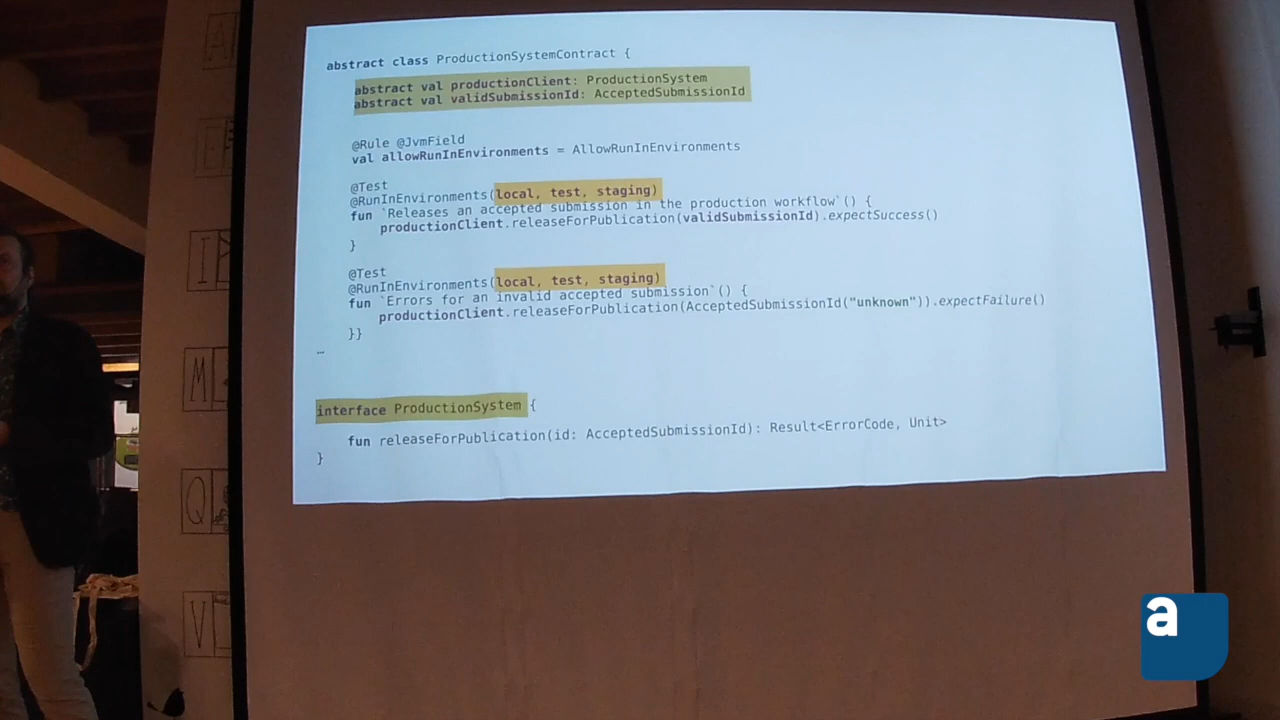 abstract class ProductionSystemContract {
abstract val productionClient: ProductionSystem
abstract val validSubmissionId: AcceptedSubmissionId
@Rule @JvmField
val allowRunInEnvironments = AllowRunInEnvironments
@Test
@RunInEnvironments(local, test, staging)
fun `Releases an accepted submission in the production workflow`() {
productionClient.releaseForPublication(validSubmissionId).expectSuccess()
}
@Test
@RunInEnvironments(local, test, staging)
fun `Errors for an invalid accepted submission`() {
productionClient.releaseForPublication(AcceptedSubmissionId("unknown")).expectFailure()
}}
…
interface ProductionSystem {
fun releaseForPublication(id: AcceptedSubmissionId): Result<ErrorCode, Unit>
}
A
E
I
M
Q
V
a